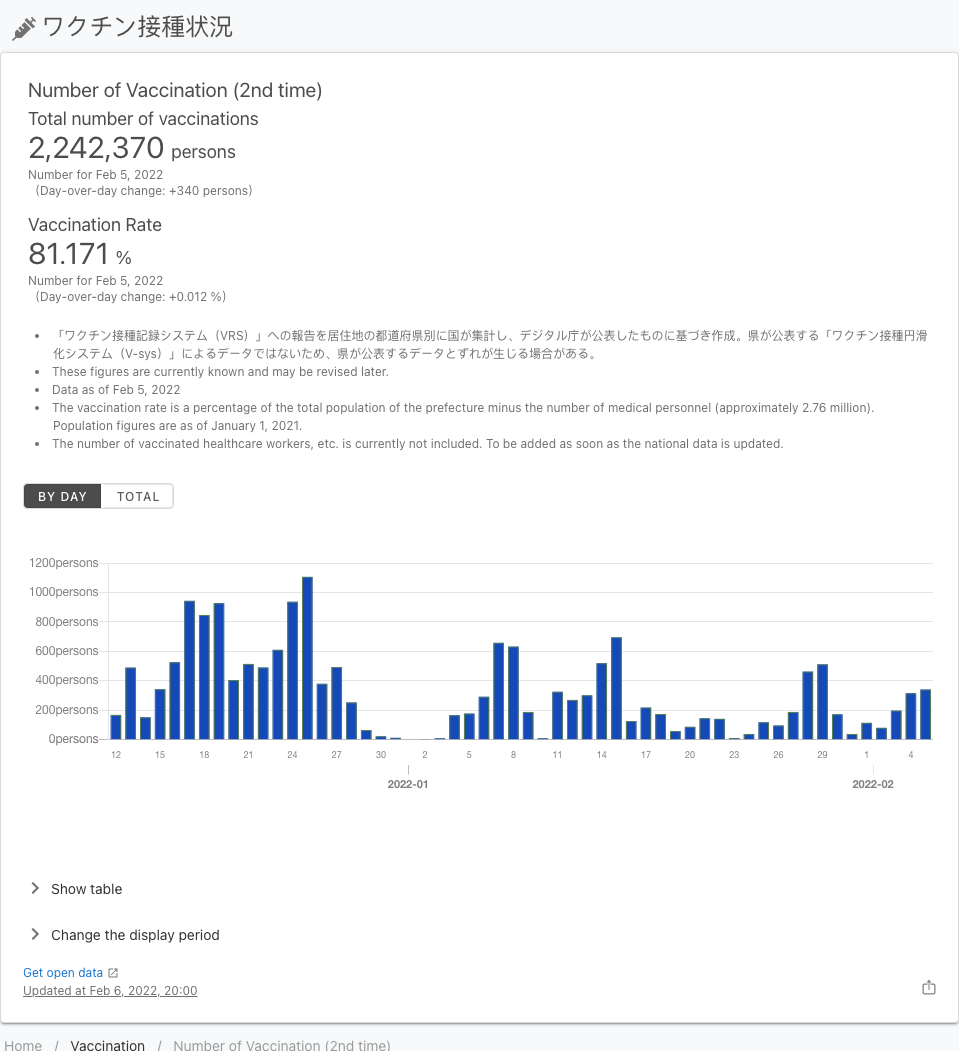 ワクチン接種状況
Number of Vaccination (2nd time)
Total number of vaccinations
2,242,370 persons
Number for Feb 5, 2022
(Day-over-day change: +340 persons)
Vaccination Rate
81.171 %
Number for Feb 5, 2022
(Day-over-day change: +0.012 %)
• 「ワクチン接種記録システム（VRS）」への報告を居住地の都道府県別に国が集計し、デジタル庁が公表したものに基づき作成。県が公表する「ワクチン接種円滑
化システム（V-sys）」によるデータではないため、県が公表するデータとずれが生じる場合がある。
• These figures are currently known and may be revised later.
• Data as of Feb 5, 2022
• The vaccination rate is a percentage of the total population of the prefecture minus the number of medical personnel (approximately 2.76 million).
Population figures are as of January 1, 2021.
• The number of vaccinated healthcare workers, etc. is currently not included. To be added as soon as the national data is updated.
BY DAY TOTAL
1200persons
1000persons
800persons
600persons
400persons
200persons
0persons
12 15 18 21 24 27 30 2 5 8 11 14 17 20 23 26 29 1 4
2022-01 2022-02
Show table
Change the display period
Get open data
Updated at Feb 6, 2022, 20:00
Home / Vaccination / Number of Vaccination (2nd time)